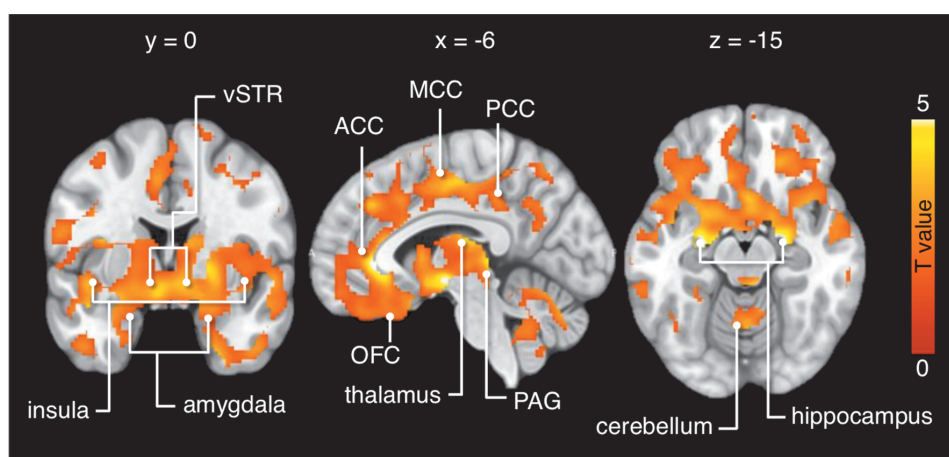 y = 0
x = -6
z = -15
vSTR
MCC
PCC
ACC
5
T value
0
OFC
thalamus
PAG
insula
amygdala
cerebellum
hippocampus